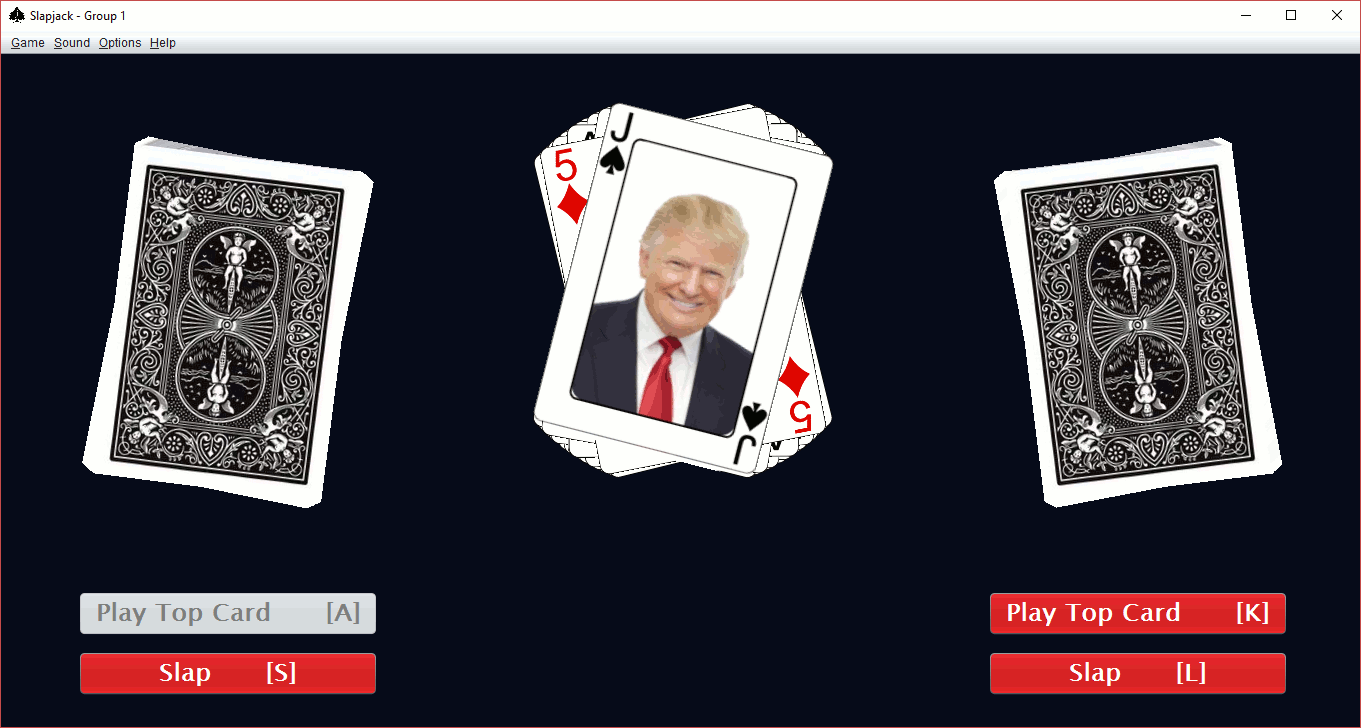 Slapjack - Group 1
Game Sound Options Help
J
5
5
J
Play Top Card [A]
Play Top Card [K]
Slap [S]
Slap [L]